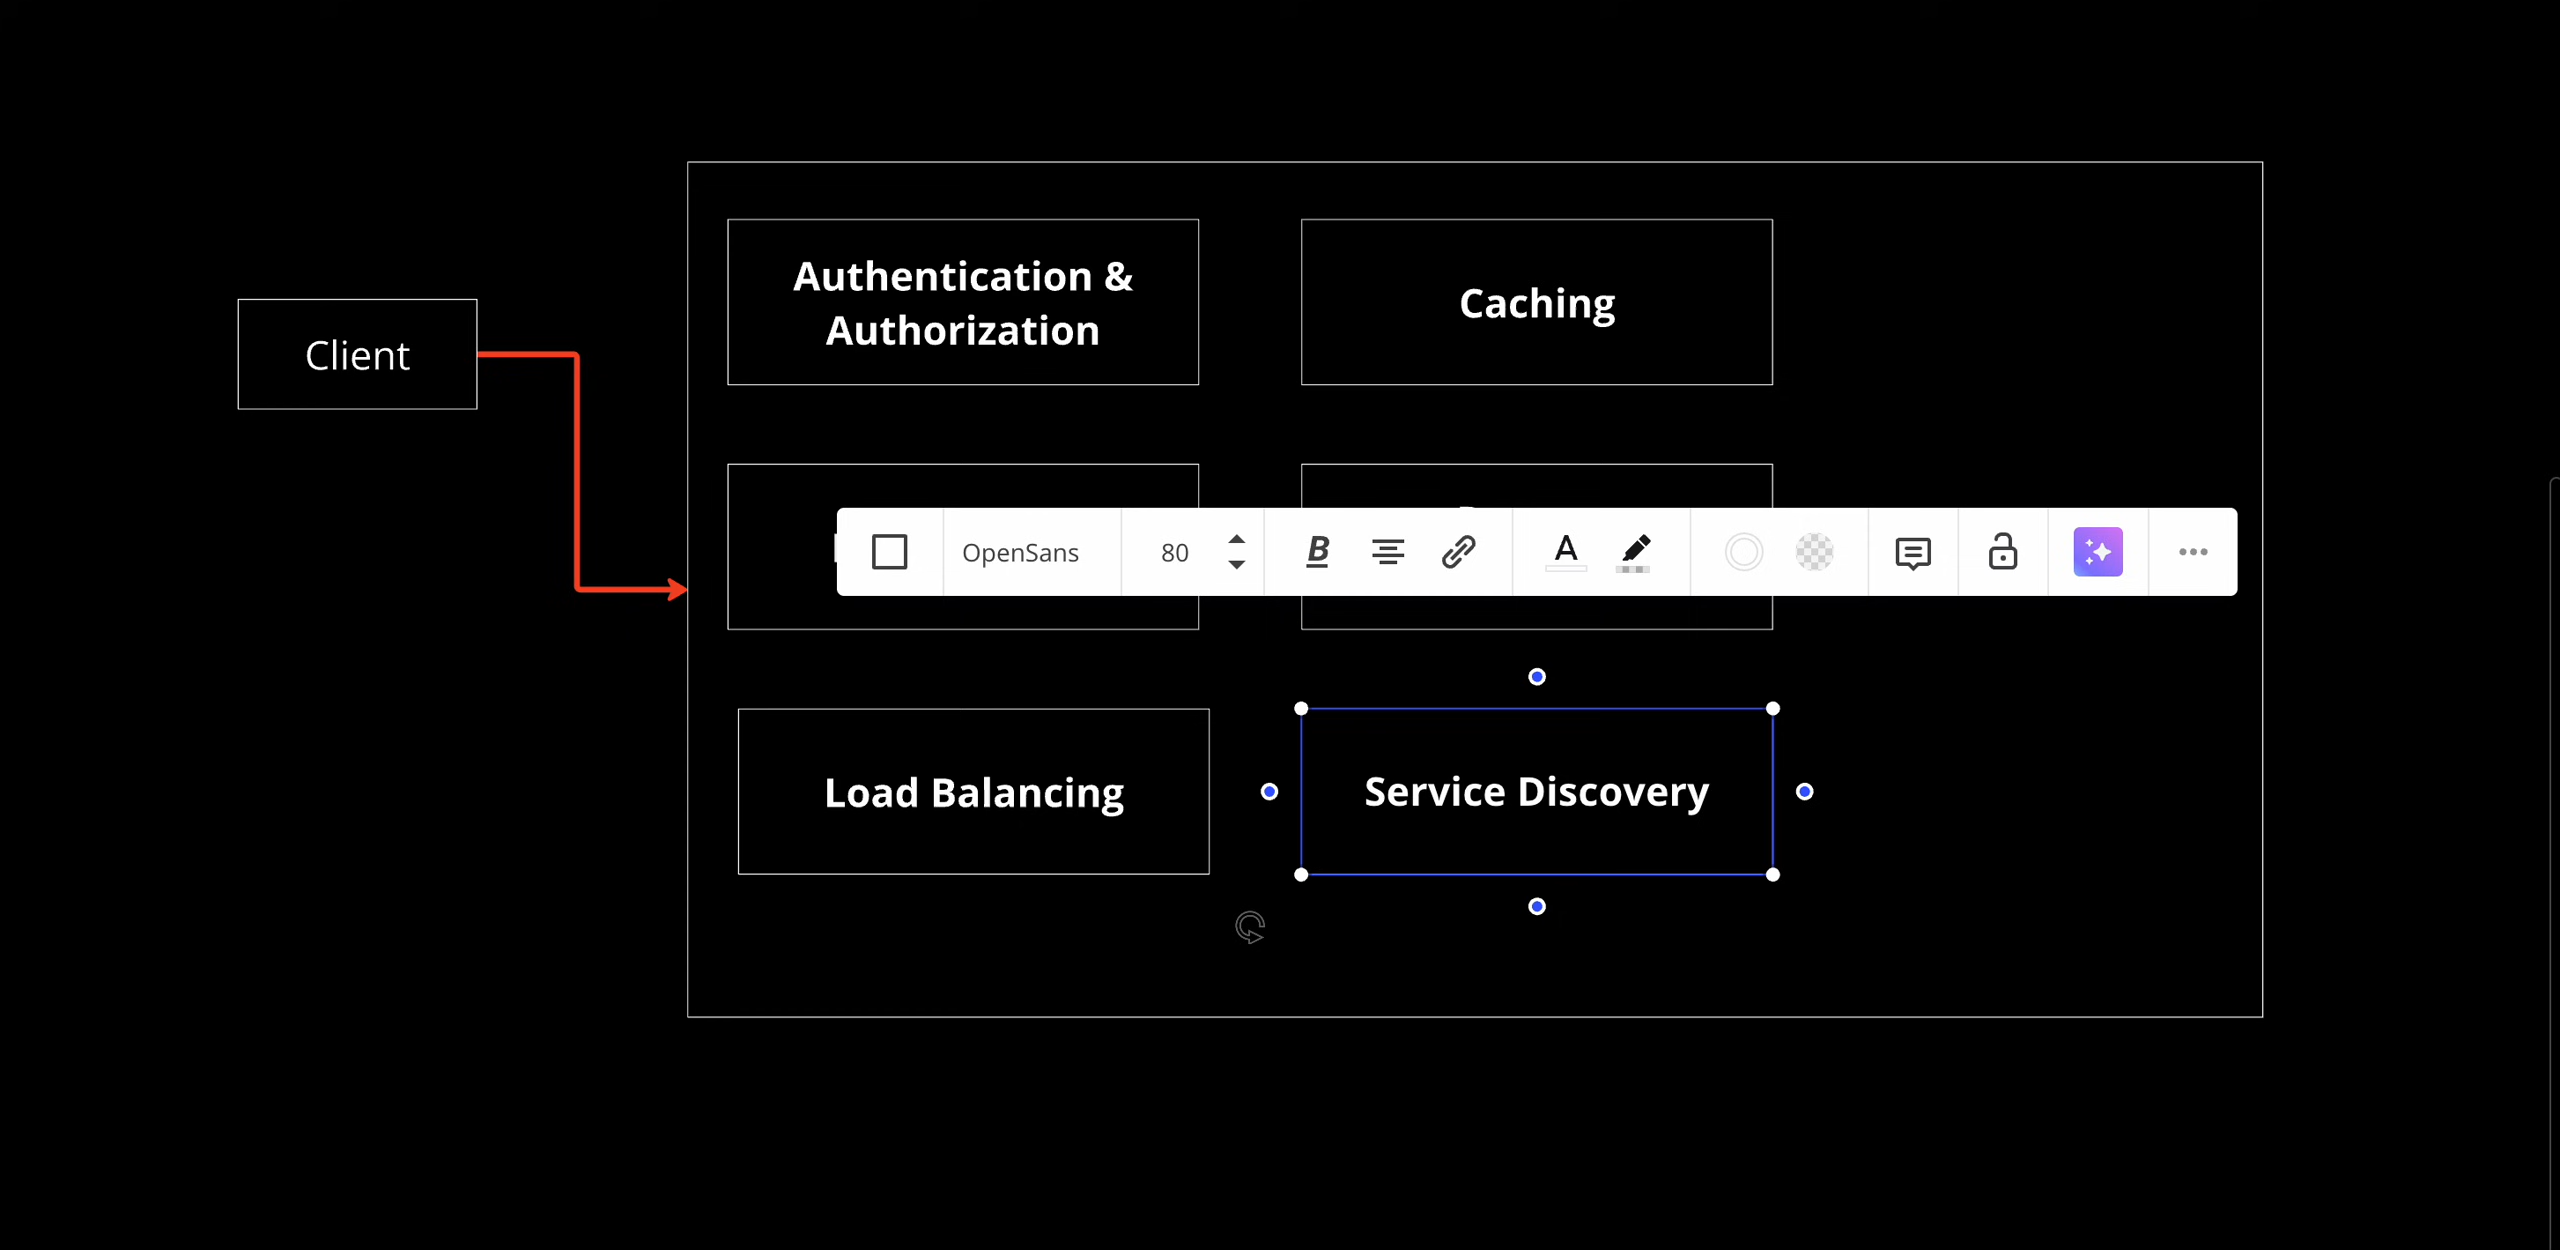 Authentication &
Authorization
Caching
Client
OpenSans
80
B
A
Load Balancing
Service Discovery